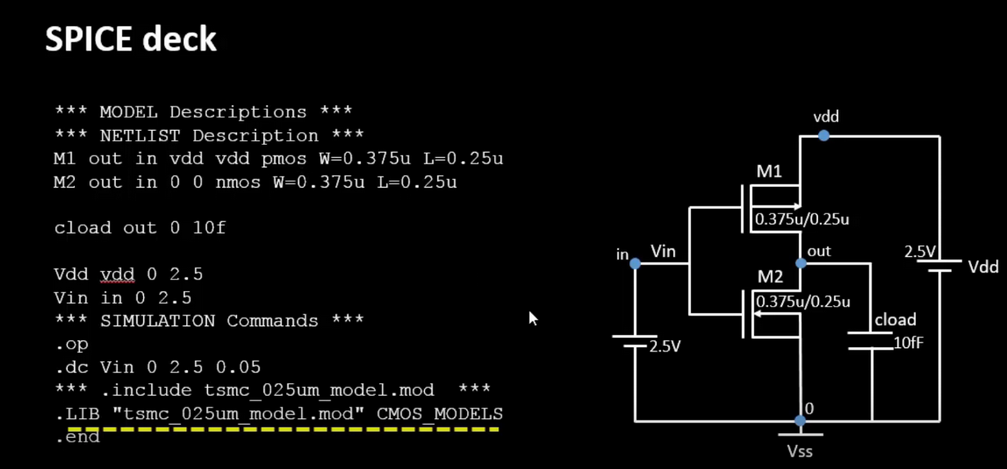 SPICE deck
*** MODEL Descriptions ***
*** NETLIST Description ***
M1 out in vdd vdd pmos W=0.375u L=0.25u
M2 out in 0 0 nmos W=0.375u L=0.25u
cload out 0 10f
Vdd vdd 0 2.5
Vin in 0 2.5
*** SIMULATION Commands ***
.op
.dc Vin 0 2.5 0.05
*** .include tsmc_025um_model.mod ***
.LIB "tsmc_025um_model.mod" CMOS_MODELS
.end
vdd
M1
0.375u/0.25u
in
Vin
out
2.5V
Vdd
M2
0.375u/0.25u
cload
10fF
2.5V
0
Vss